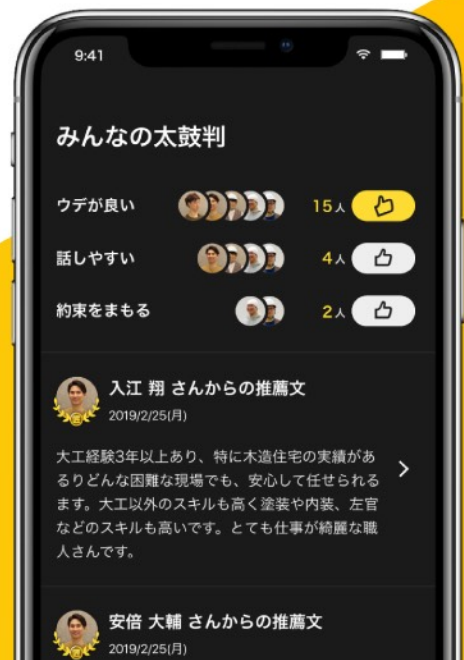 9:41
みんなの太鼓判
ウデが良い 15人
話しやすい 4人
約束をまもる 2人
入江 翔 さんからの推薦文
2019/2/25(月)
大工経験3年以上あり、特に木造住宅の実績があ
るりどんな困難な現場でも、安心して任せられる
ます。大工以外のスキルも高く塗装や内装、左官
などのスキルも高いです。とても仕事が綺麗な職
人さんです。
安倍 大輔 さんからの推薦文
2019/2/25(月)